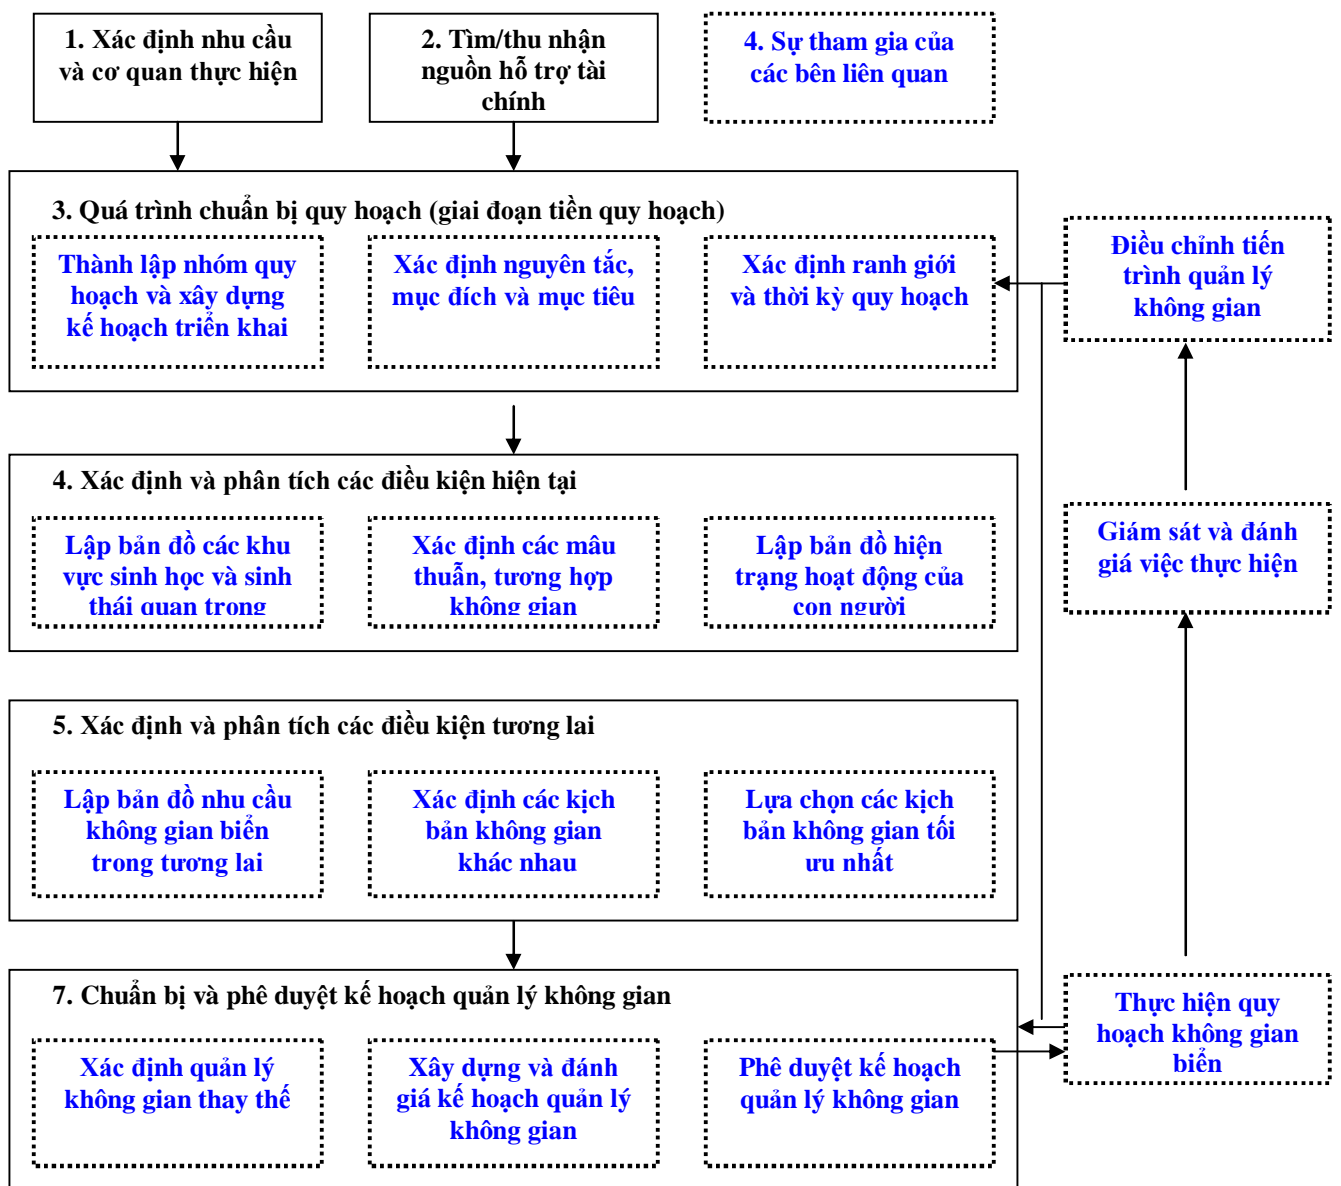 1. Xác định nhu cầu
và cơ quan thực hiện
2. Tìm/thu nhận
nguồn hỗ trợ tài
chính
4. Sự tham gia của
các bên liên quan
3. Quá trình chuẩn bị quy hoạch (giai đoạn tiền quy hoạch)
Thành lập nhóm quy
hoạch và xây dựng
kế hoạch triển khai
Xác định nguyên tắc,
mục đích và mục tiêu
Xác định ranh giới
và thời kỳ quy hoạch
Điều chỉnh tiến
trình quản lý
không gian
4. Xác định và phân tích các điều kiện hiện tại
Lập bản đồ các khu
vực sinh học và sinh
thái quan trong
Xác định các mâu
thuẫn, tương hợp
không gian
Lập bản đồ hiện
trạng hoạt động của
con người
Giám sát và đánh
giá việc thực hiện
5. Xác định và phân tích các điều kiện tương lai
Lập bản đồ nhu cầu
không gian biển
trong tương lai
Xác định các kịch
bản không gian
khác nhau
Lựa chọn các kịch
bản không gian tối
ưu nhất
7. Chuẩn bị và phê duyệt kế hoạch quản lý không gian
Xác định quản lý
không gian thay thế
Xây dựng và đánh
giá kế hoạch quản lý
không gian
Phê duyệt kế hoạch
quản lý không gian
Thực hiện quy
hoạch không gian
biển